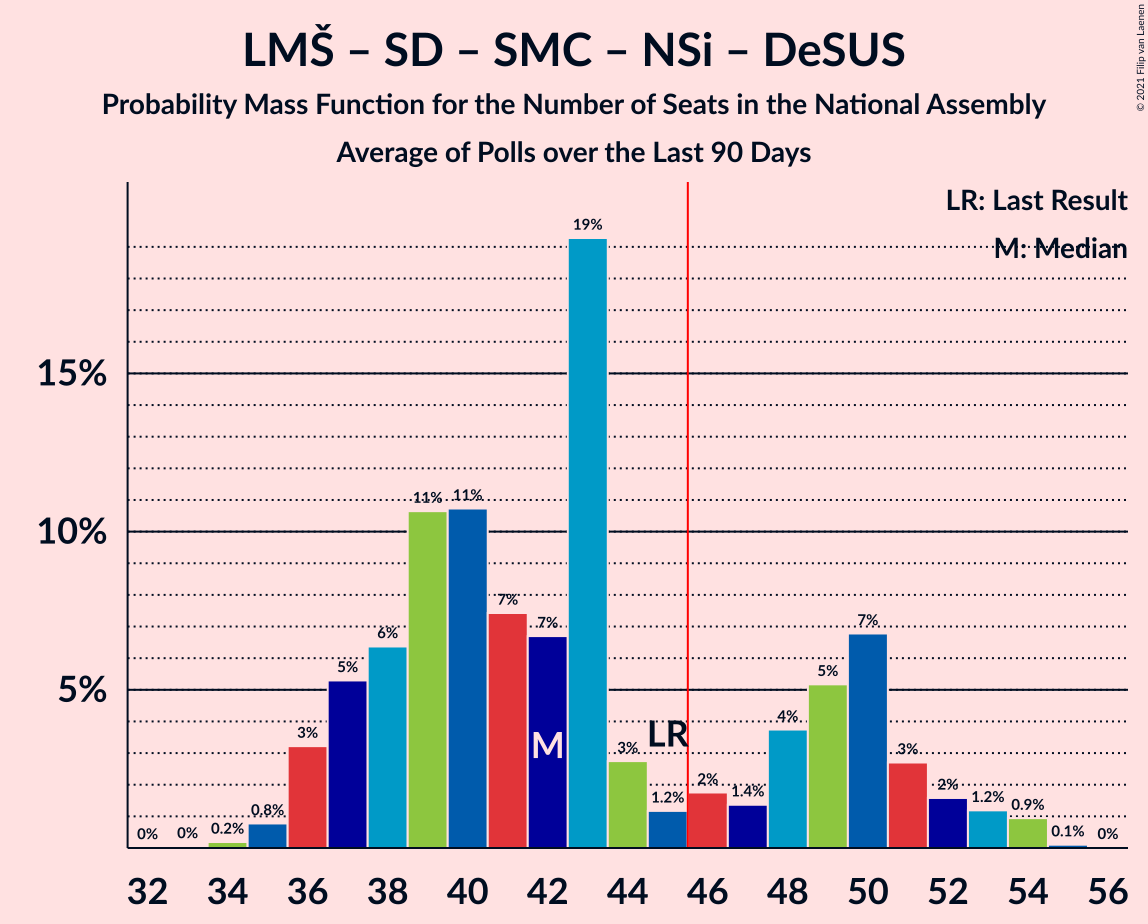 LMŠ – SD – SMC – NSi – DeSUS
Probability Mass Function for the Number of Seats in the National Assembly
Average of Polls over the Last 90 Days
© 2021 Filip van Laenen
LR: Last Result
M: Median
15%
10%
5%
0% 0% 0.2% 0.8% 3% 5% 6% 11% 11% 7% 7% 19% 3% 1.2% 2% 1.4% 4% 5% 7% 3% 2% 1.2% 0.9% 0.1% 0%
M
LR
32 34 36 38 40 42 44 46 48 50 52 54 56